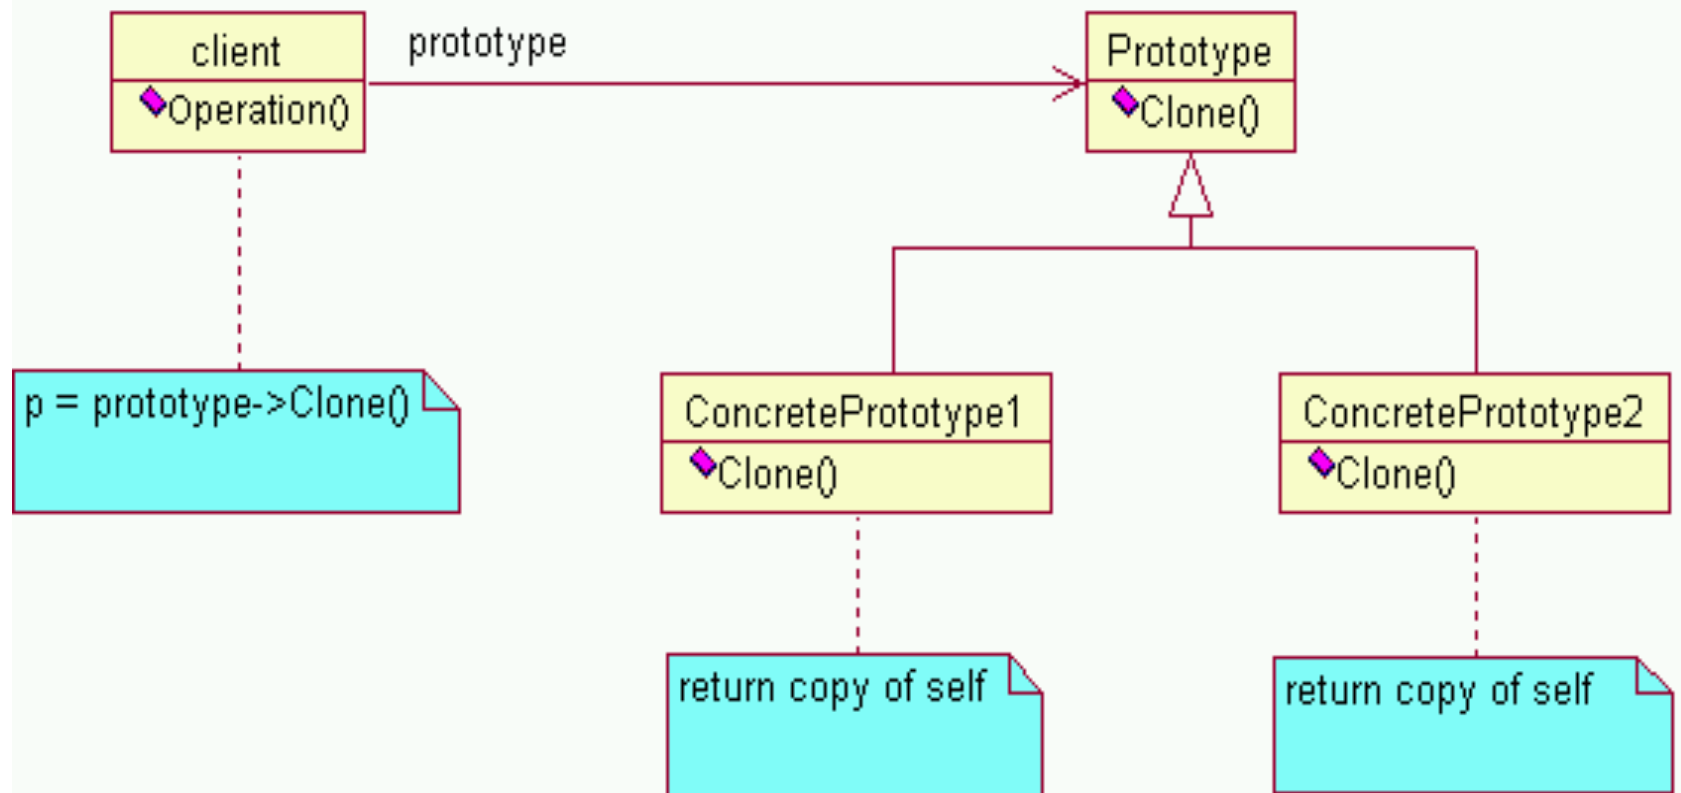 client
Operation()
prototype
Prototype
Clone()
p = prototype->Clone()
ConcretePrototype1
Clone()
ConcretePrototype2
Clone()
return copy of self
return copy of self